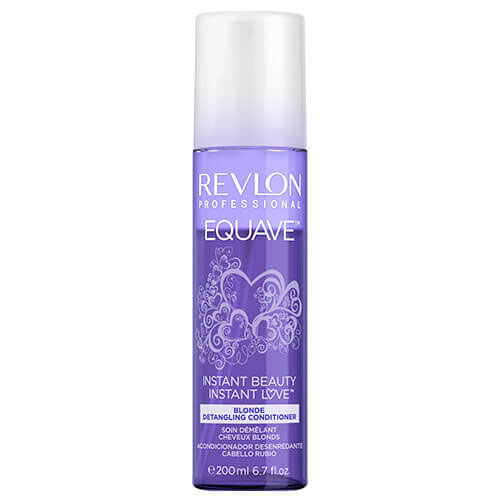 REVLON
PROFESSIONAL
EQUAVE™
INSTANT BEAUTY
INSTANT LOVE™
BLONDE
DETANGLING CONDITIONER
SOIN DÉMÊLANT
CHEVEUX BLONDS
ACONDICIONADOR DESENREDANTE
CABELLO RUBIO
℮200ml 6.7 fl.oz.